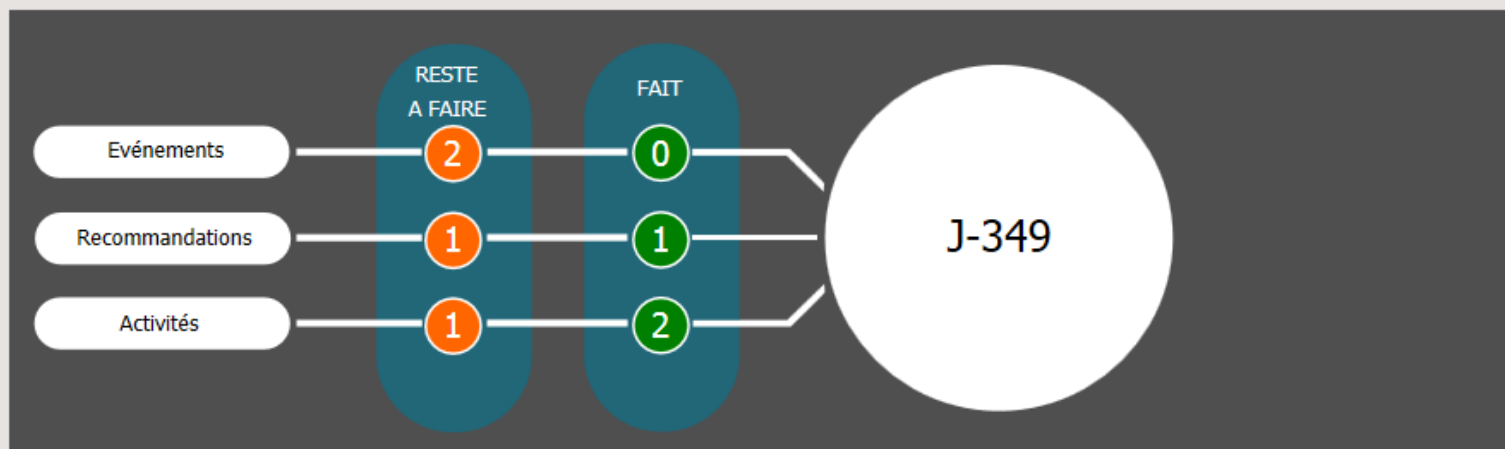 RESTE
A FAIRE
FAIT
Evénements 2 0
Recommandations 1 1
Activités 1 2
J-349